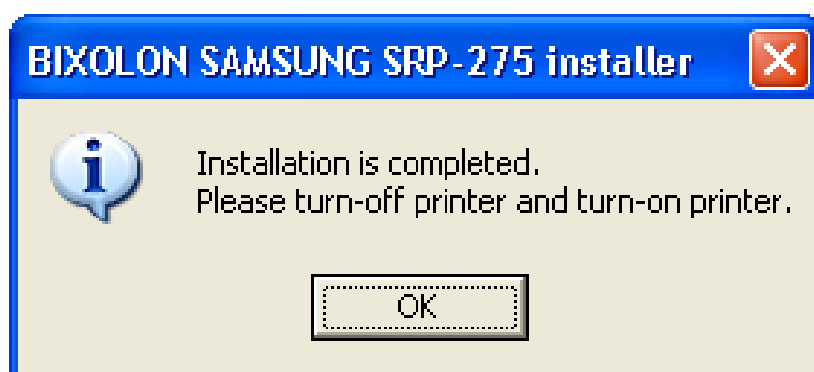 BIXOLON SAMSUNG SRP-275 installer
Installation is completed.
Please turn-off printer and turn-on printer.
OK